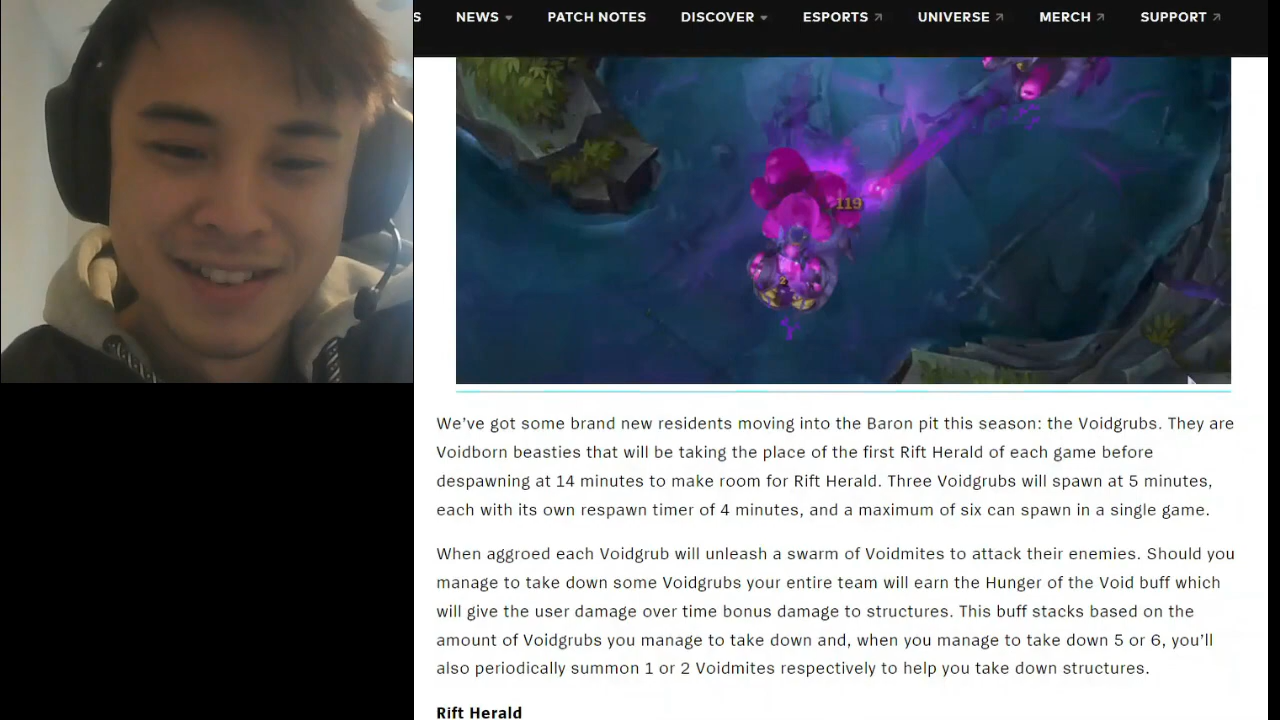 S NEWS PATCH NOTES DISCOVER ESPORTS UNIVERSE MERCH SUPPORT
119
We've got some brand new residents moving into the Baron pit this season: the Voidgrubs. They are
Voidborn beasties that will be taking the place of the first Rift Herald of each game before
despawning at 14 minutes to make room for Rift Herald. Three Voidgrubs will spawn at 5 minutes,
each with its own respawn timer of 4 minutes, and a maximum of six can spawn in a single game.
When aggroed each Voidgrub will unleash a swarm of Voidmites to attack their enemies. Should you
manage to take down some Voidgrubs your entire team will earn the Hunger of the Void buff which
will give the user damage over time bonus damage to structures. This buff stacks based on the
amount of Voidgrubs you manage to take down and, when you manage to take down 5 or 6, you'll
also periodically summon 1 or 2 Voidmites respectively to help you take down structures.
Rift Herald